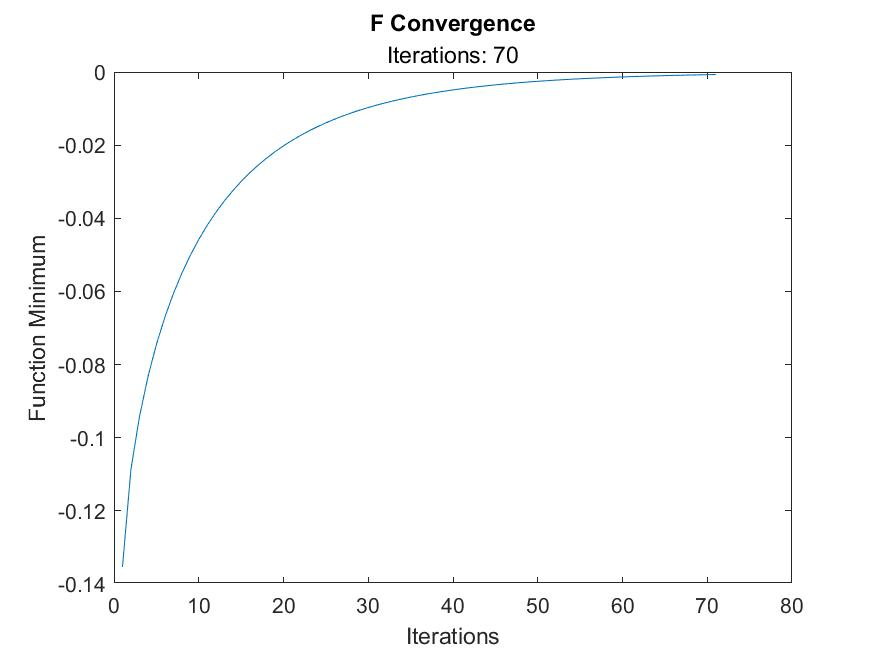 F Convergence
Iterations: 70
0
-0.02
-0.04
-0.06
-0.08
-0.1
-0.12
-0.14
Function Minimum
0 10 20 30 40 50 60 70 80
Iterations